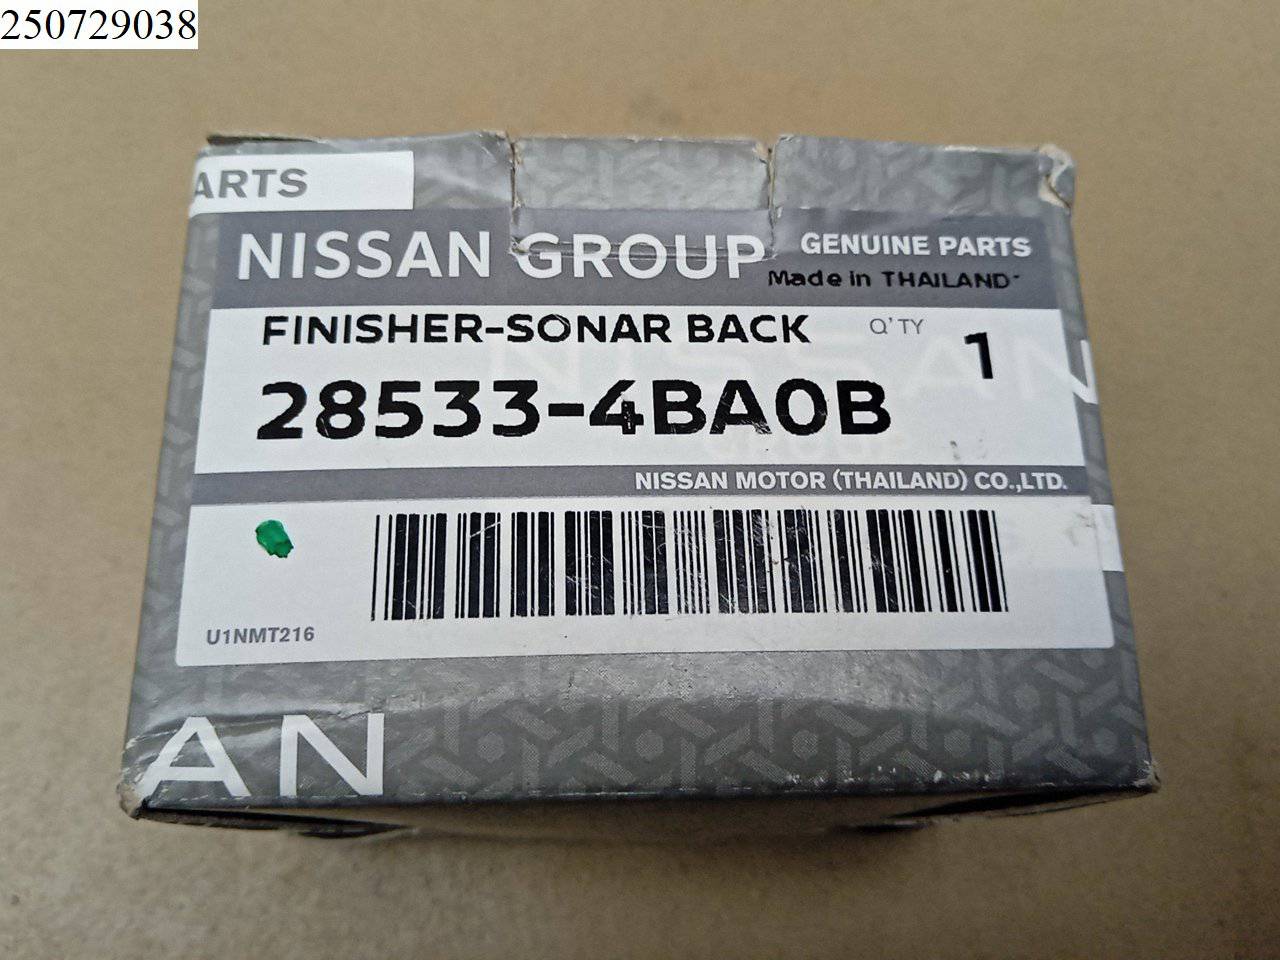 250729038
ARTS
NISSAN GROUP
GENUINE PARTS
Made in THAILAND
FINISHER-SONAR BACK
Q'TY
1
28533-4BA0B
NISSAN MOTOR (THAILAND) CO.,LTD.
U1NMT216
AN